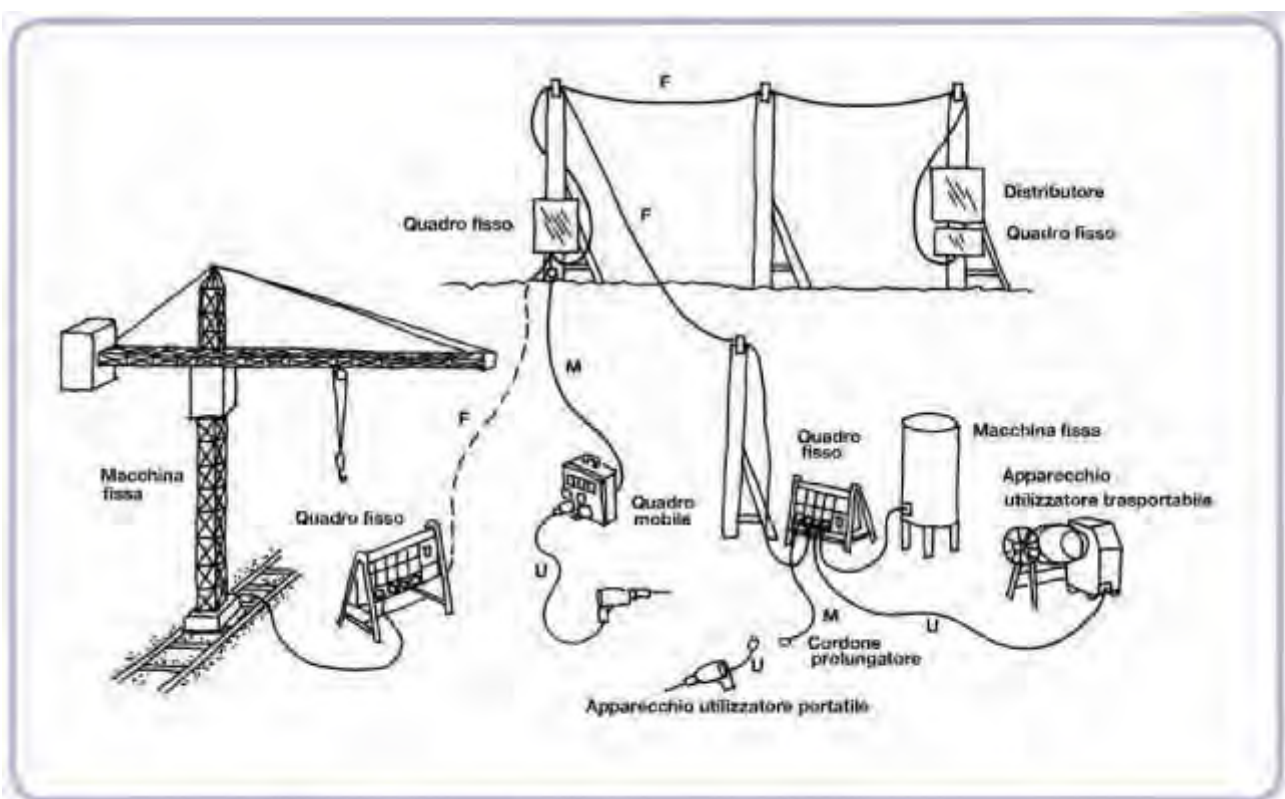 F
Distributore
Quadro fisso
F
Quadro fisso
M
F
Macchina fissa
Quadro
fisso
Macchina
fissa
Apparecchio
utilizzatore trasportabile
Quadro
mobile
Quadro fisso
U
M
U
Cordone
prolungatore
U
Apparecchio utilizzatore portatile